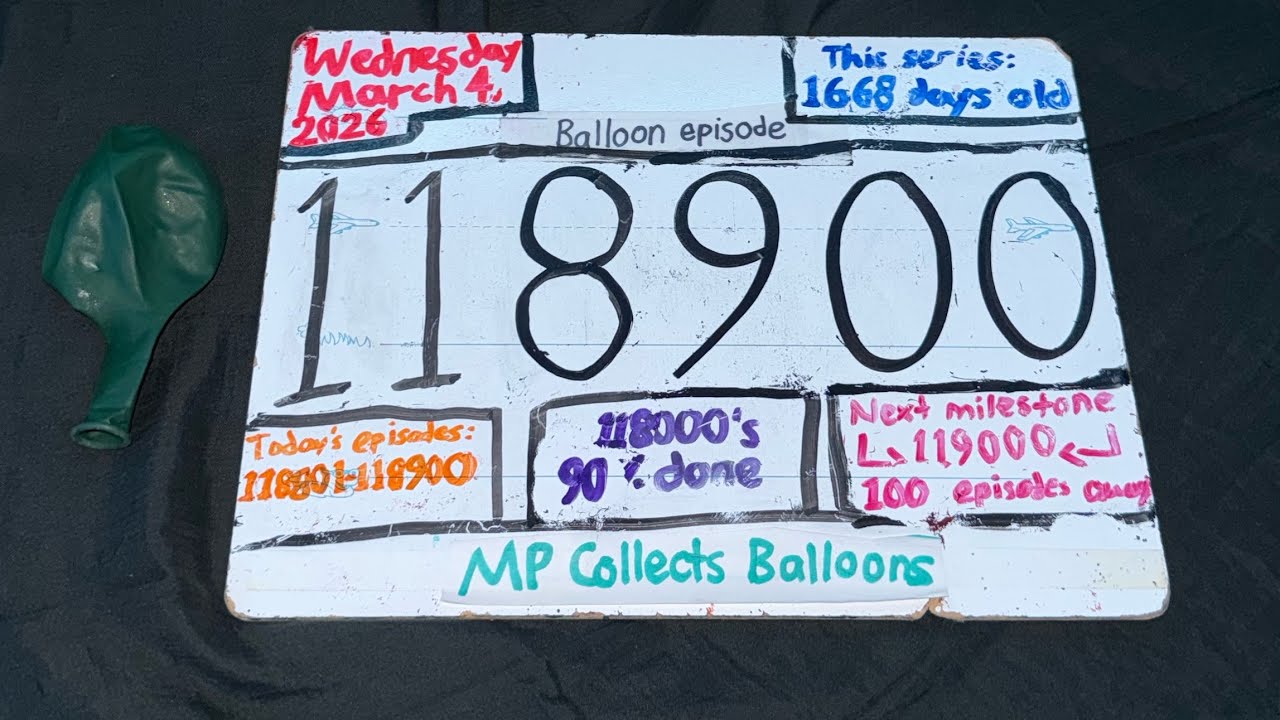 Wednesday
March 4,
2026
This series:
1668 days old
Balloon episode
118900
Today's episodes:
118801-118900
118000's
90 % done
Next milestone
119000
100 episodes away
MP Collects Balloons